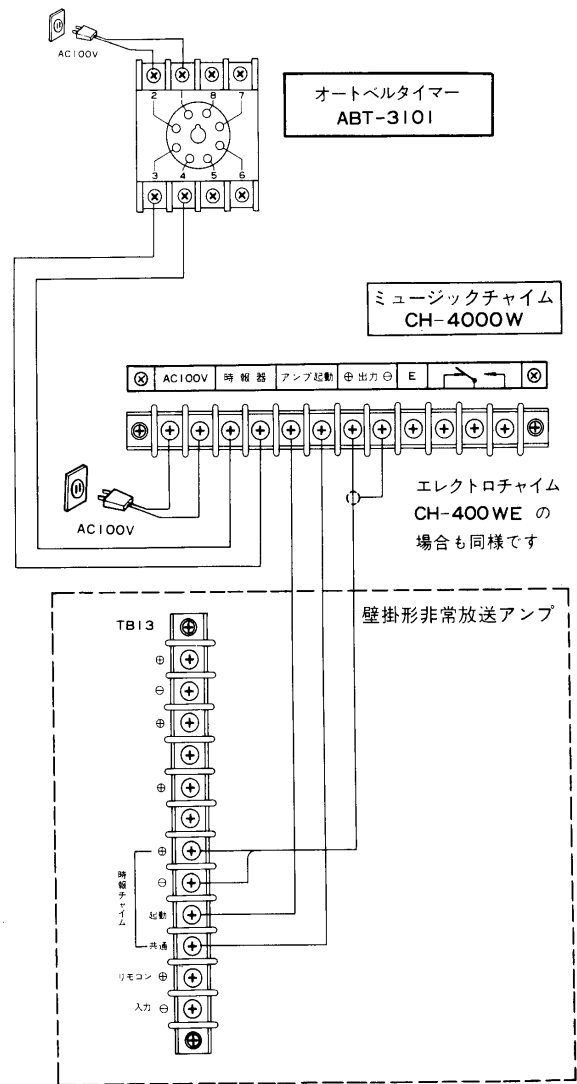 AC100V
オートベルタイマー
ABT-3101
2 1 8 7
3 4 5 6
ミュージックチャイム
CH-4000W
AC100V 時報器 アンプ起動 ⊕ 出力 ⊖ E
AC100V
エレクトロチャイム
CH-400WE の
場合も同様です
壁掛形非常放送アンプ
TB13
⊕
⊖
⊕
⊕
時報チャイム
⊕
⊖
起動
共通
リモコン ⊕
入力 ⊖